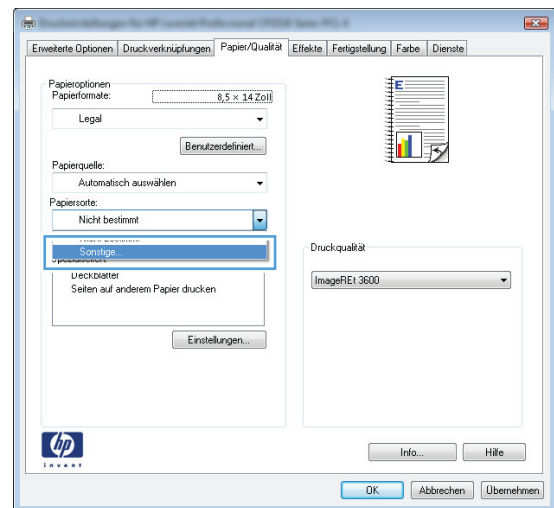 Erweiterte Optionen Druckverknüpfungen Papier/Qualität Effekte Fertigstellung Farbe Dienste
Papieroptionen
Papierformate: 8,5 × 14 Zoll
Legal
Benutzerdefiniert...
Papierquelle:
Automatisch auswählen
Papiersorte:
Nicht bestimmt
Sonstige...
Deckblätter
Seiten auf anderem Papier drucken
Einstellungen...
E
Druckqualität
ImageREt 3600
hp
invent
Info... Hilfe
OK Abbrechen Übernehmen